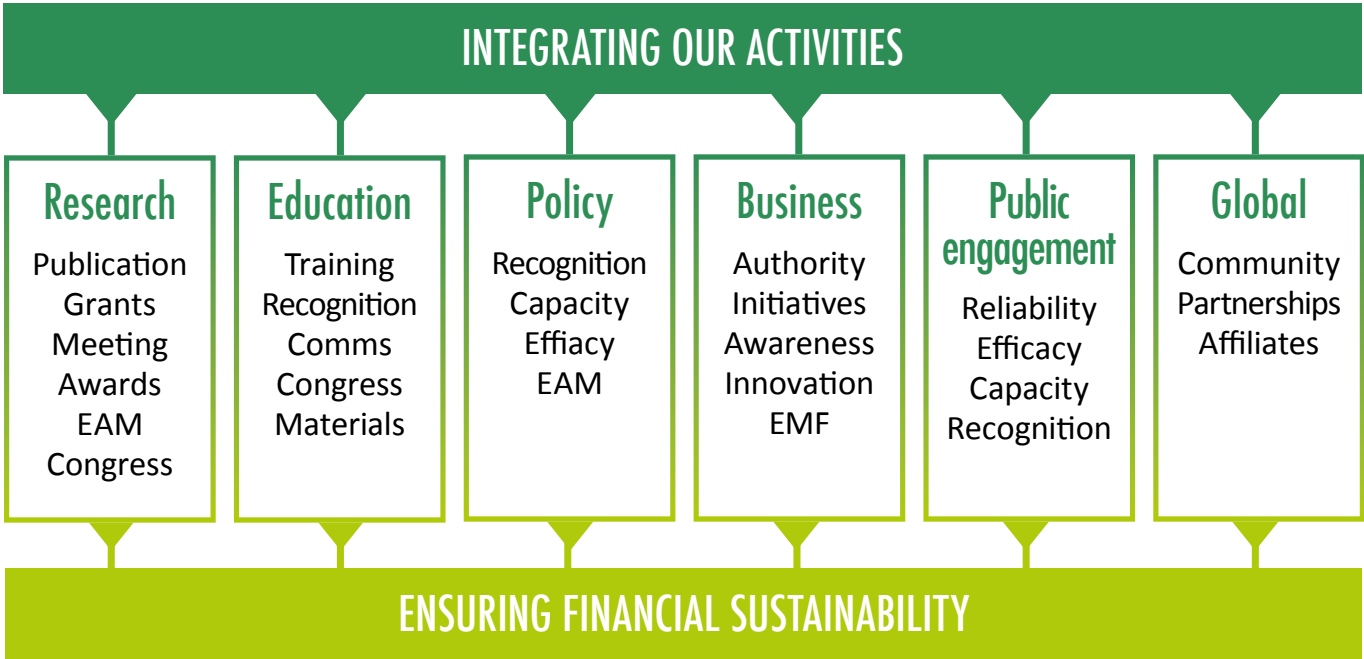 INTEGRATING OUR ACTIVITIES
Research
Publication
Grants
Meeting
Awards
EAM
Congress
Education
Training
Recognition
Comms
Congress
Materials
Policy
Recognition
Capacity
Effiacy
EAM
Business
Authority
Initiatives
Awareness
Innovation
EMF
Public
engagement
Reliability
Efficacy
Capacity
Recognition
Global
Community
Partnerships
Affiliates
ENSURING FINANCIAL SUSTAINABILITY